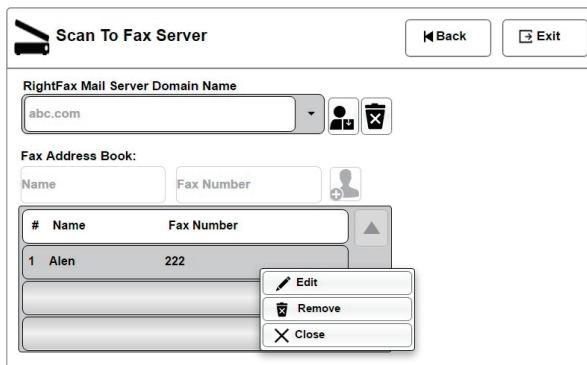 Scan To Fax Server
Back
Exit
RightFax Mail Server Domain Name
abc.com
Fax Address Book:
Name Fax Number
# Name Fax Number
1 Alen 222
Edit
Remove
Close